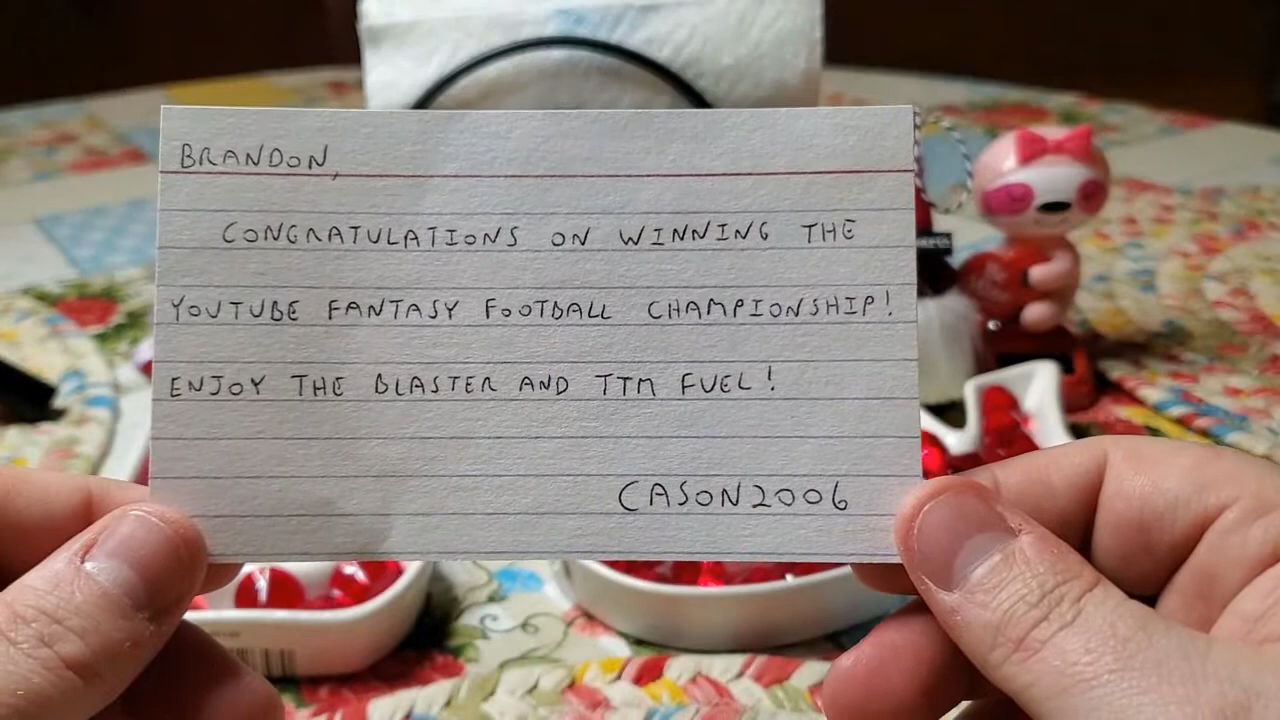 BRANDON,
CONGRATULATIONS ON WINNING THE
YOUTUBE FANTASY FOOTBALL CHAMPIONSHIP!
ENJOY THE BLASTER AND TTM FUEL!
CASON2006